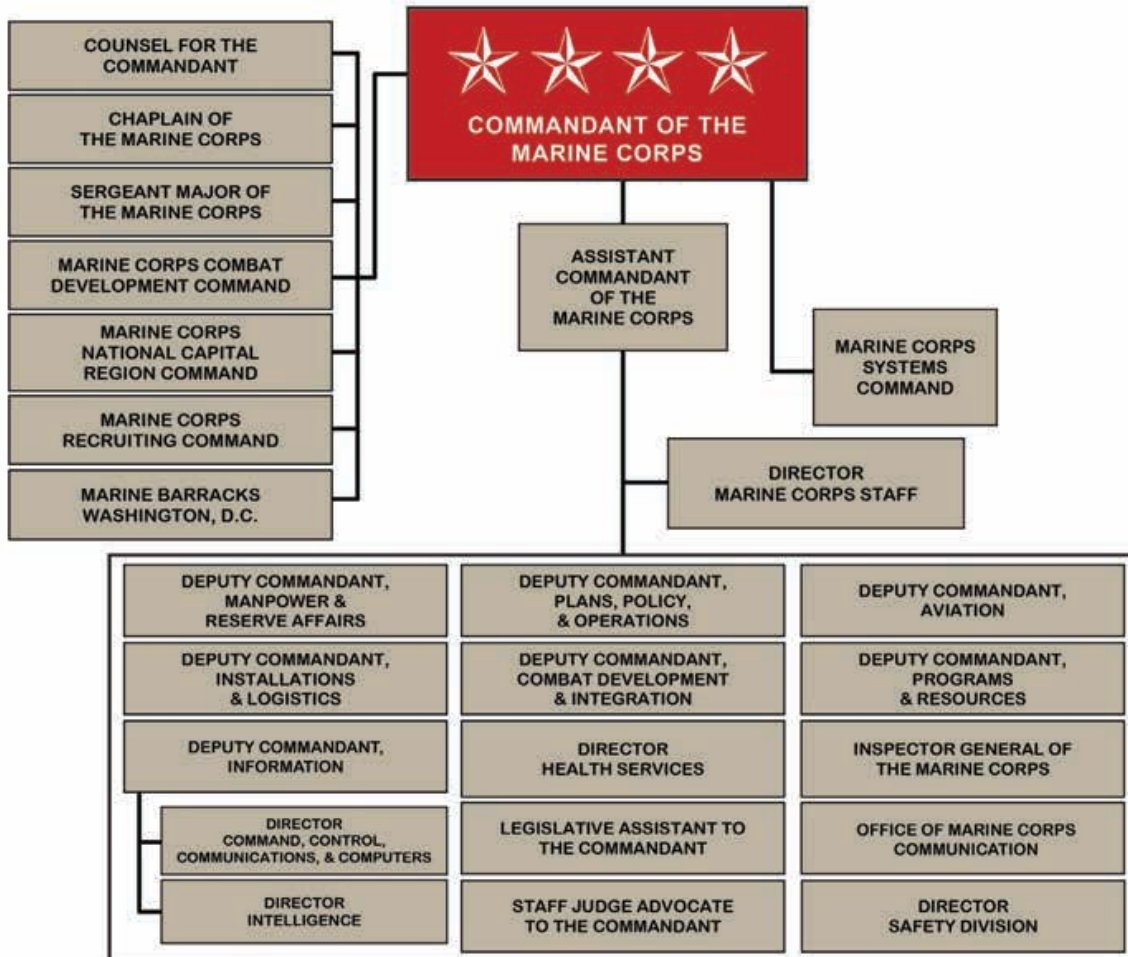 COUNSEL FOR THE
COMMANDANT
CHAPLAIN OF
THE MARINE CORPS
SERGEANT MAJOR OF
THE MARINE CORPS
MARINE CORPS COMBAT
DEVELOPMENT COMMAND
MARINE CORPS
NATIONAL CAPITAL
REGION COMMAND
MARINE CORPS
RECRUITING COMMAND
MARINE BARRACKS
WASHINGTON, D.C.
COMMANDANT OF THE
MARINE CORPS
ASSISTANT
COMMANDANT
OF THE
MARINE CORPS
MARINE CORPS
SYSTEMS
COMMAND
DIRECTOR
MARINE CORPS STAFF
DEPUTY COMMANDANT,
MANPOWER &
RESERVE AFFAIRS
DEPUTY COMMANDANT,
PLANS, POLICY,
& OPERATIONS
DEPUTY COMMANDANT,
AVIATION
DEPUTY COMMANDANT,
INSTALLATIONS
& LOGISTICS
DEPUTY COMMANDANT,
COMBAT DEVELOPMENT
& INTEGRATION
DEPUTY COMMANDANT,
PROGRAMS
& RESOURCES
DEPUTY COMMANDANT,
INFORMATION
DIRECTOR
HEALTH SERVICES
INSPECTOR GENERAL OF
THE MARINE CORPS
DIRECTOR
COMMAND, CONTROL,
COMMUNICATIONS, & COMPUTERS
LEGISLATIVE ASSISTANT TO
THE COMMANDANT
OFFICE OF MARINE CORPS
COMMUNICATION
DIRECTOR
INTELLIGENCE
STAFF JUDGE ADVOCATE
TO THE COMMANDANT
DIRECTOR
SAFETY DIVISION